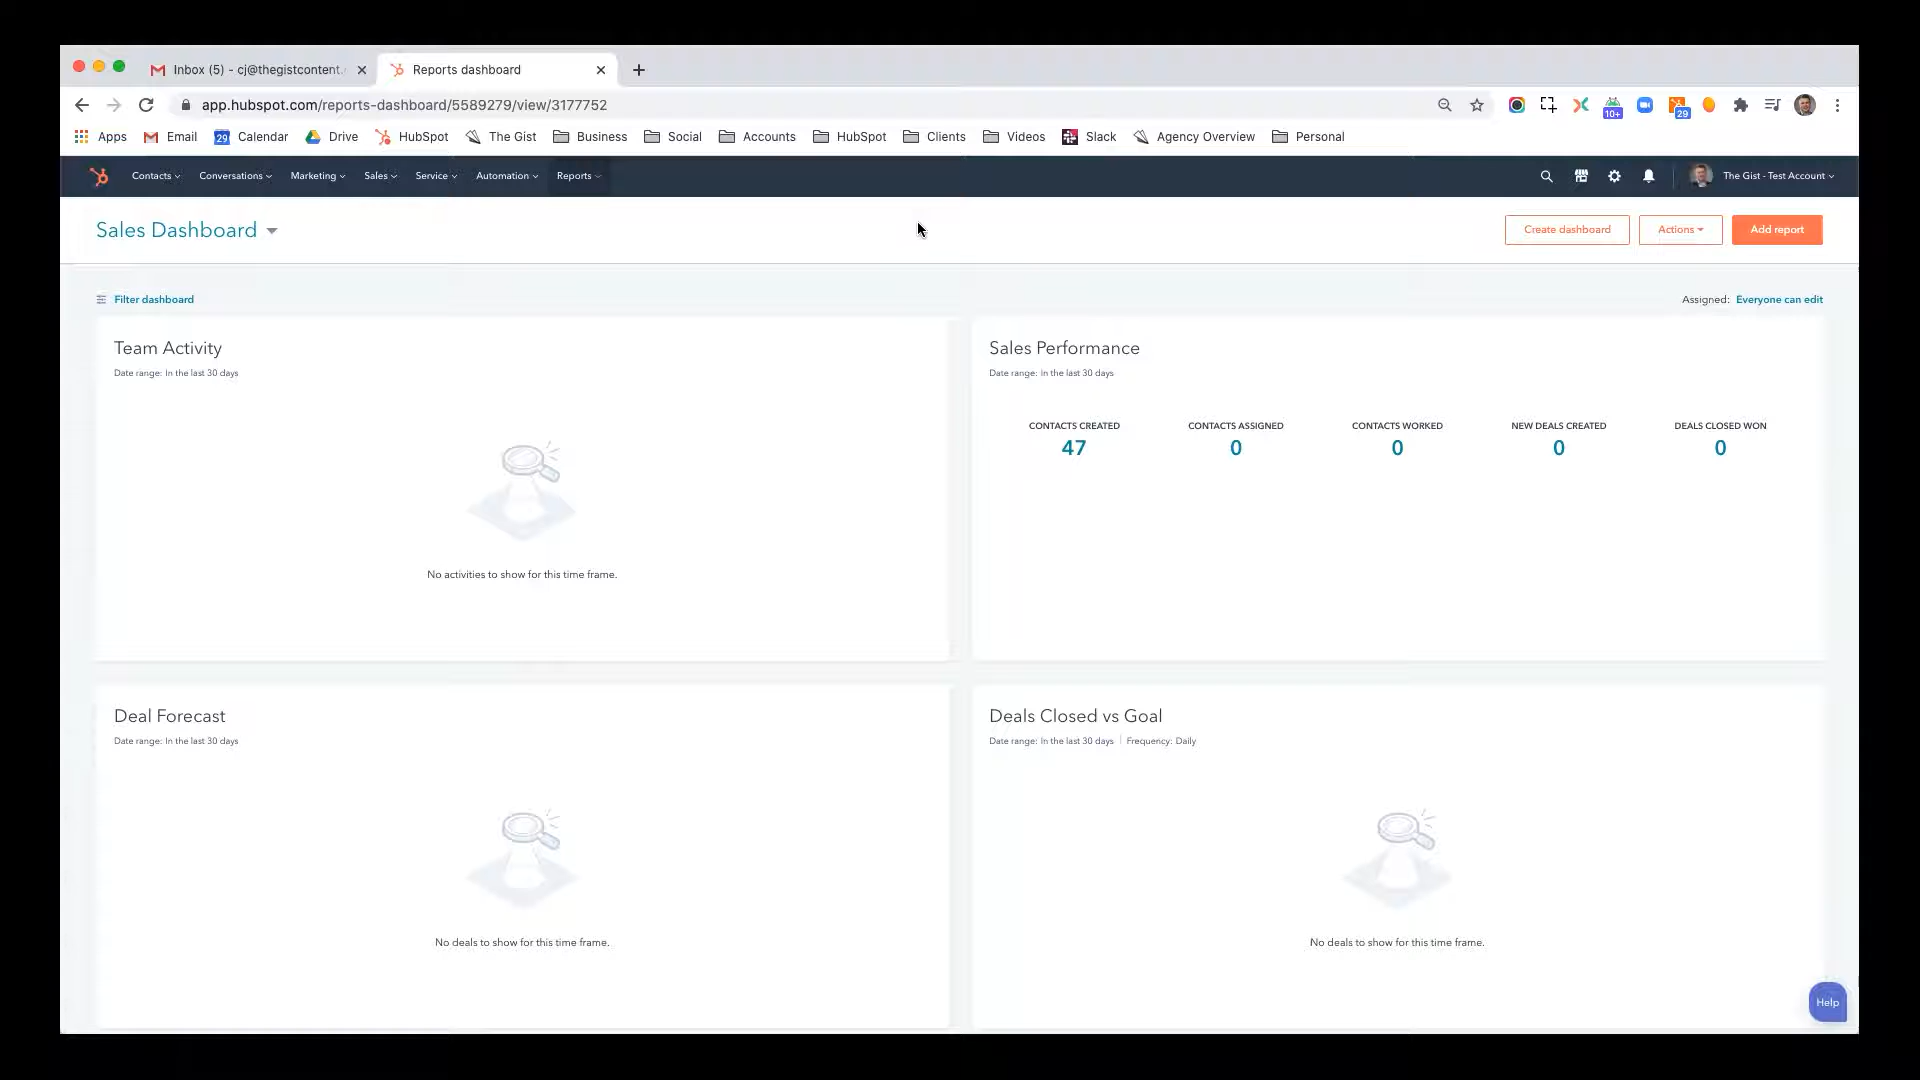 Inbox (5) - cj@thegistcontent. Reports dashboard
app.hubspot.com/reports-dashboard/5589279/view/3177752
10+ 29
Apps Email 29 Calendar Drive HubSpot The Gist Business Social Accounts HubSpot Clients Videos Slack Agency Overview Personal
Contacts Conversations Marketing Sales Service Automation Reports The Gist - Test Account
Sales Dashboard Create dashboard Actions Add report
Filter dashboard Assigned: Everyone can edit
Team Activity
Date range: In the last 30 days
No activities to show for this time frame.
Sales Performance
Date range: In the last 30 days
CONTACTS CREATED CONTACTS ASSIGNED CONTACTS WORKED NEW DEALS CREATED DEALS CLOSED WON
47 0 0 0 0
Deal Forecast
Date range: In the last 30 days
No deals to show for this time frame.
Deals Closed vs Goal
Date range: In the last 30 days | Frequency: Daily
No deals to show for this time frame.
Help